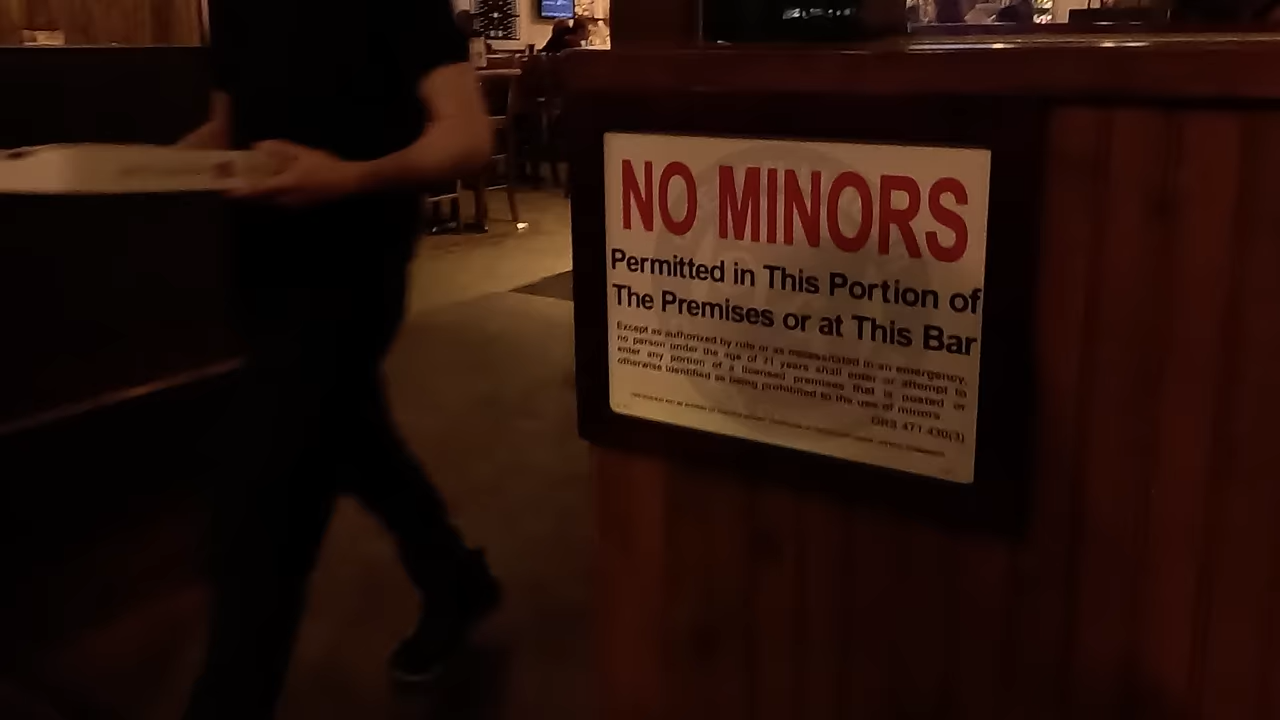 NO MINORS
Permitted in This Portion of
The Premises or at This Bar
Except as authorized by rule or as necessitated in an emergency,
no person under the age of 21 years shall enter or attempt to
enter any portion of a licensed premises that is posted or
otherwise identified as being prohibited to the use of minors.
ORS 471.430(3)